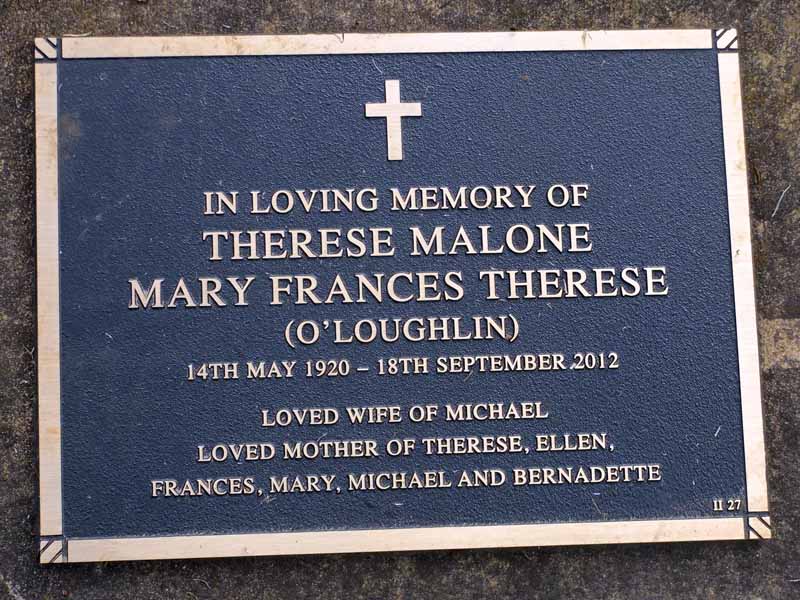 IN LOVING MEMORY OF
THERESE MALONE
MARY FRANCES THERESE
(O'LOUGHLIN)
14TH MAY 1920 – 18TH SEPTEMBER 2012
LOVED WIFE OF MICHAEL
LOVED MOTHER OF THERESE, ELLEN,
FRANCES, MARY, MICHAEL AND BERNADETTE
II 27